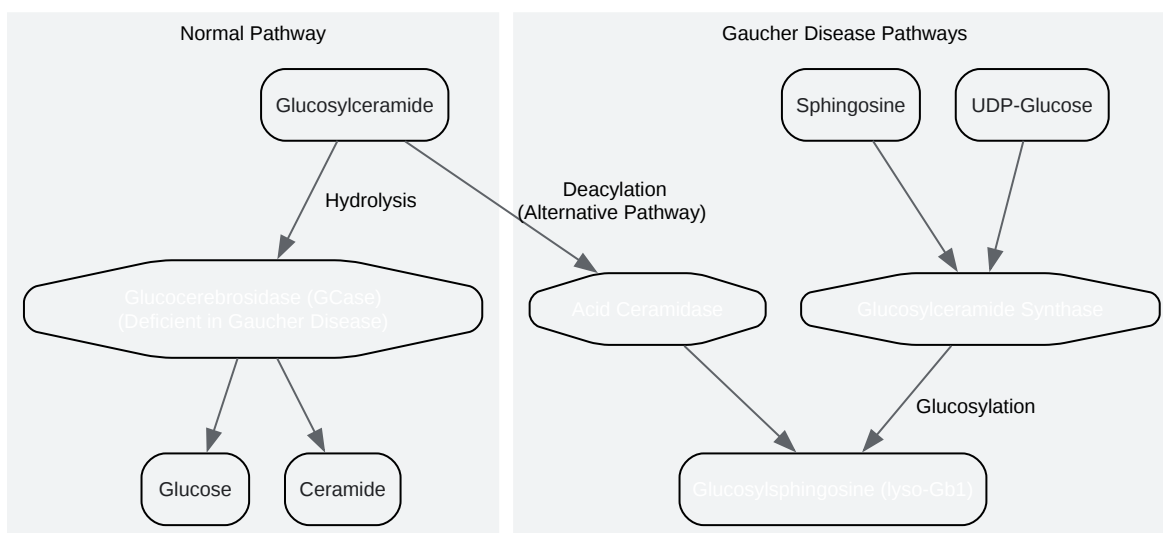 Normal Pathway
Gaucher Disease Pathways
Glucosylceramide
Sphingosine
UDP-Glucose
Hydrolysis
Deacylation
(Alternative Pathway)
Glucocerebrosidase (GCase)
(Deficient in Gaucher Disease)
Acid Ceramidase
Glucosylceramide Synthase
Glucosylation
Glucose
Ceramide
Glucosylsphingosine (lyso-Gb1)